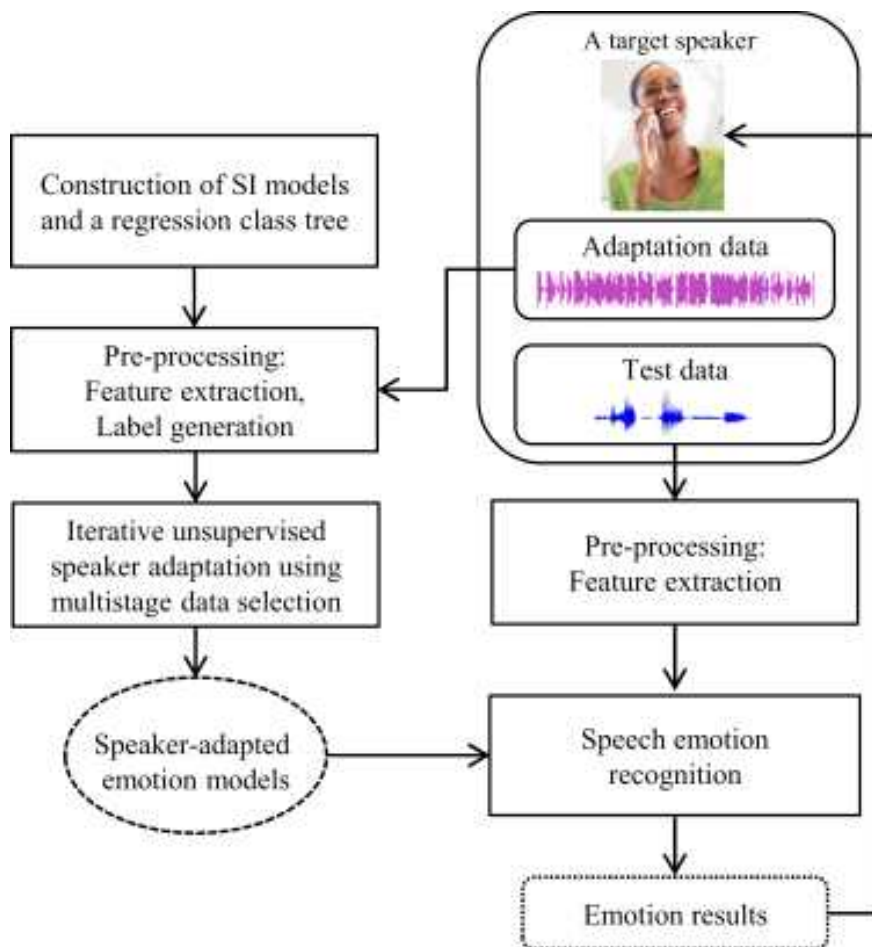 A target speaker
Construction of SI models
and a regression class tree
Adaptation data
Pre-processing:
Feature extraction,
Label generation
Test data
Iterative unsupervised
speaker adaptation using
multistage data selection
Pre-processing:
Feature extraction
Speaker-adapted
emotion models
Speech emotion
recognition
Emotion results